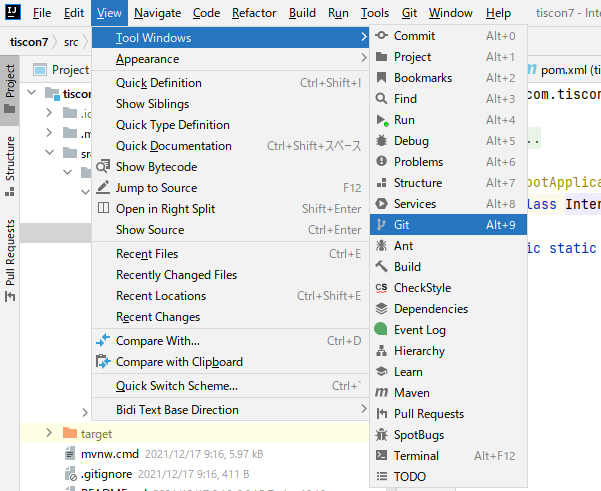 IJ File Edit View Navigate Code Refactor Build Run Tools Git Window Help tiscon7 - Inte
tiscon7 src
Project
Structure
Pull Requests
Project
tiscon
.ic
.m
src
Tool Windows
Appearance
Quick Definition Ctrl+Shift+I
Show Siblings
Quick Type Definition
Quick Documentation Ctrl+Shift+スペース
Show Bytecode
Jump to Source F12
Open in Right Split Shift+Enter
Show Source Ctrl+Enter
Recent Files Ctrl+E
Recently Changed Files
Recent Locations Ctrl+Shift+E
Recent Changes
Compare With... Ctrl+D
Compare with Clipboard
Quick Switch Scheme... Ctrl+`
Bidi Text Base Direction
Commit Alt+0
Project Alt+1
Bookmarks Alt+2
Find Alt+3
Run Alt+4
Debug Alt+5
Problems Alt+6
Structure Alt+7
Services Alt+8
Git Alt+9
Ant
Build
CheckStyle
Dependencies
Event Log
Hierarchy
Learn
Maven
Pull Requests
SpotBugs
Terminal Alt+F12
TODO
pom.xml (tisco
com.tiscon
..
ootApplica
lass Inter
ic static
target
mvnw.cmd 2021/12/17 9:16, 5.97 kB
.gitignore 2021/12/17 9:16, 411 B